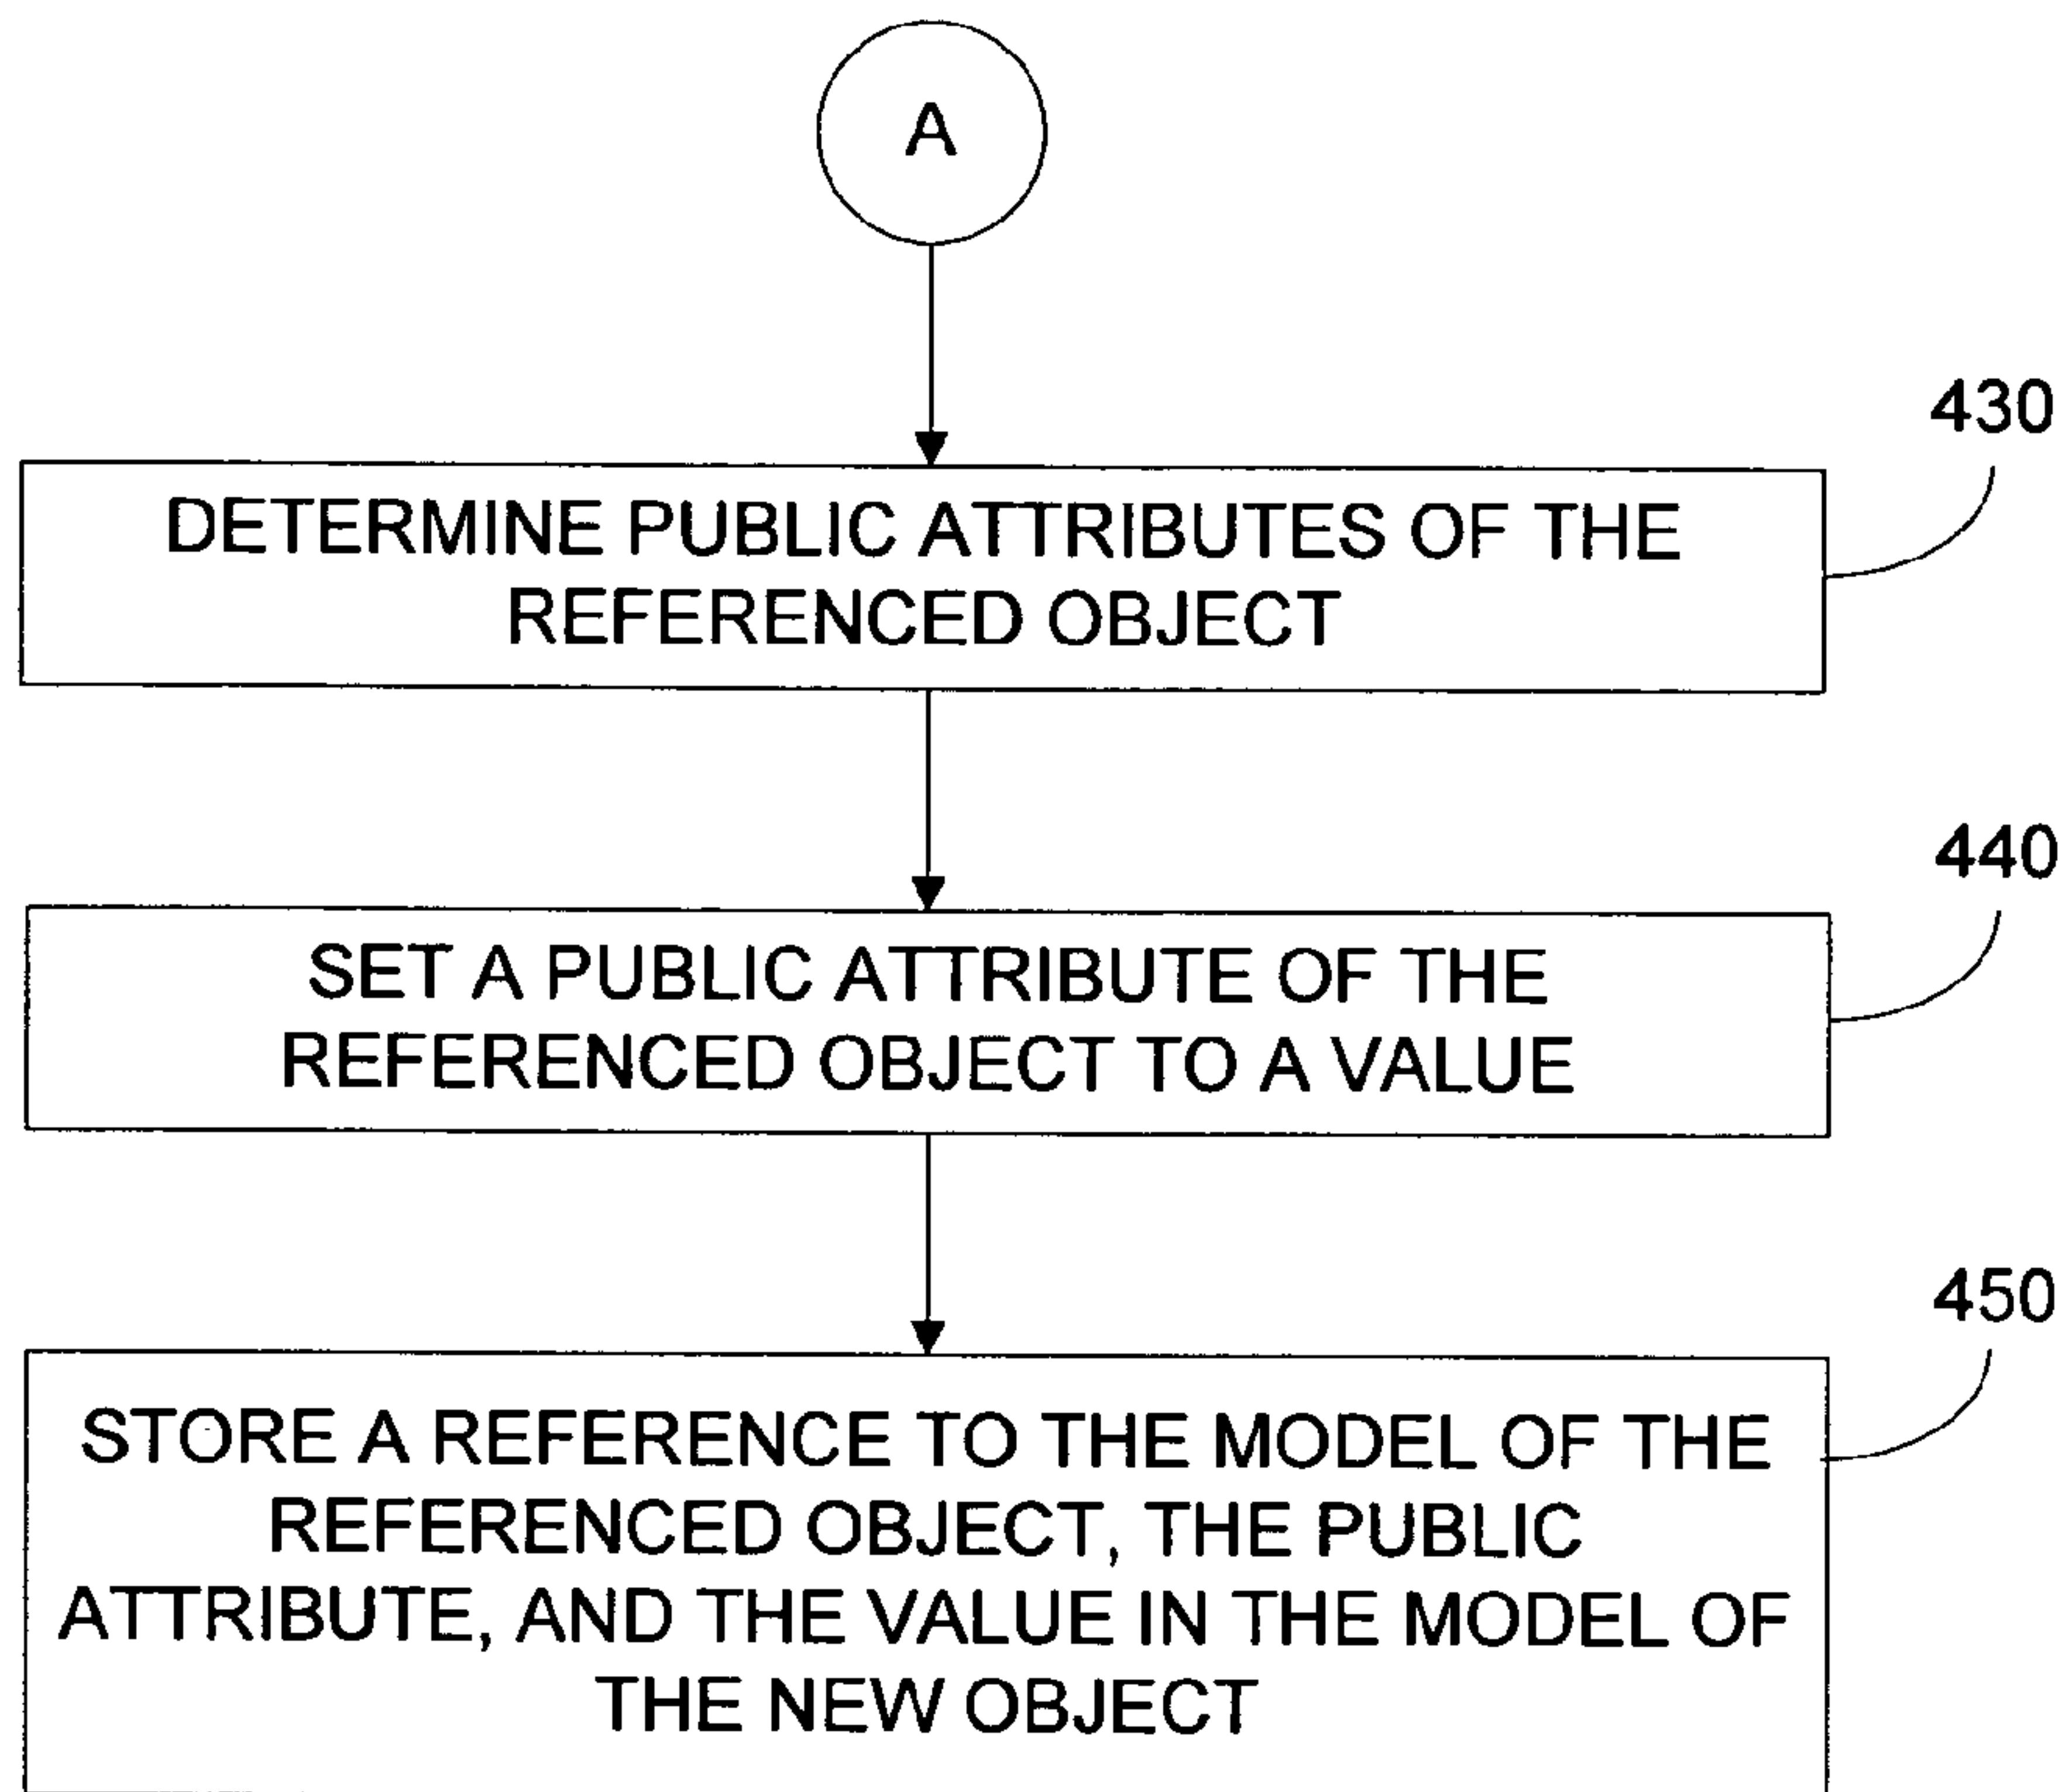 A
430
DETERMINE PUBLIC ATTRIBUTES OF THE
REFERENCED OBJECT
440
SET A PUBLIC ATTRIBUTE OF THE
REFERENCED OBJECT TO A VALUE
450
STORE A REFERENCE TO THE MODEL OF THE
REFERENCED OBJECT, THE PUBLIC
ATTRIBUTE, AND THE VALUE IN THE MODEL OF
THE NEW OBJECT